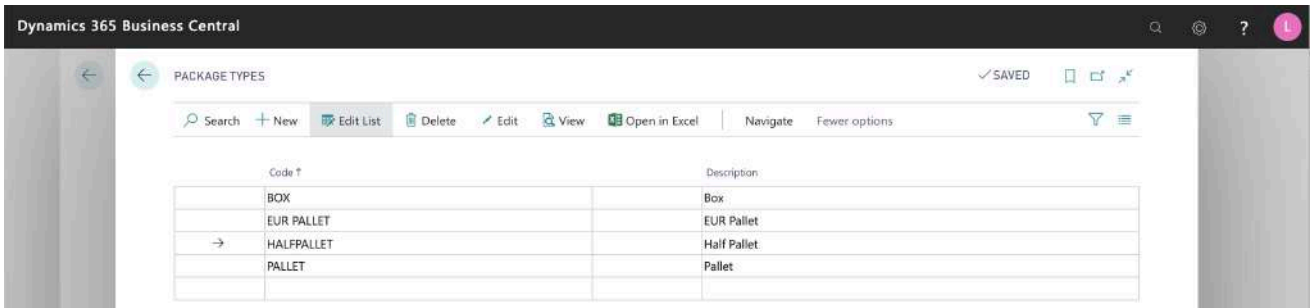 Dynamics 365 Business Central ? L
PACKAGE TYPES ✓ SAVED
Search + New Edit List Delete Edit View Open in Excel Navigate Fewer options
Code ↑ Description
BOX Box
EUR PALLET EUR Pallet
→ HALFPALLET Half Pallet
PALLET Pallet